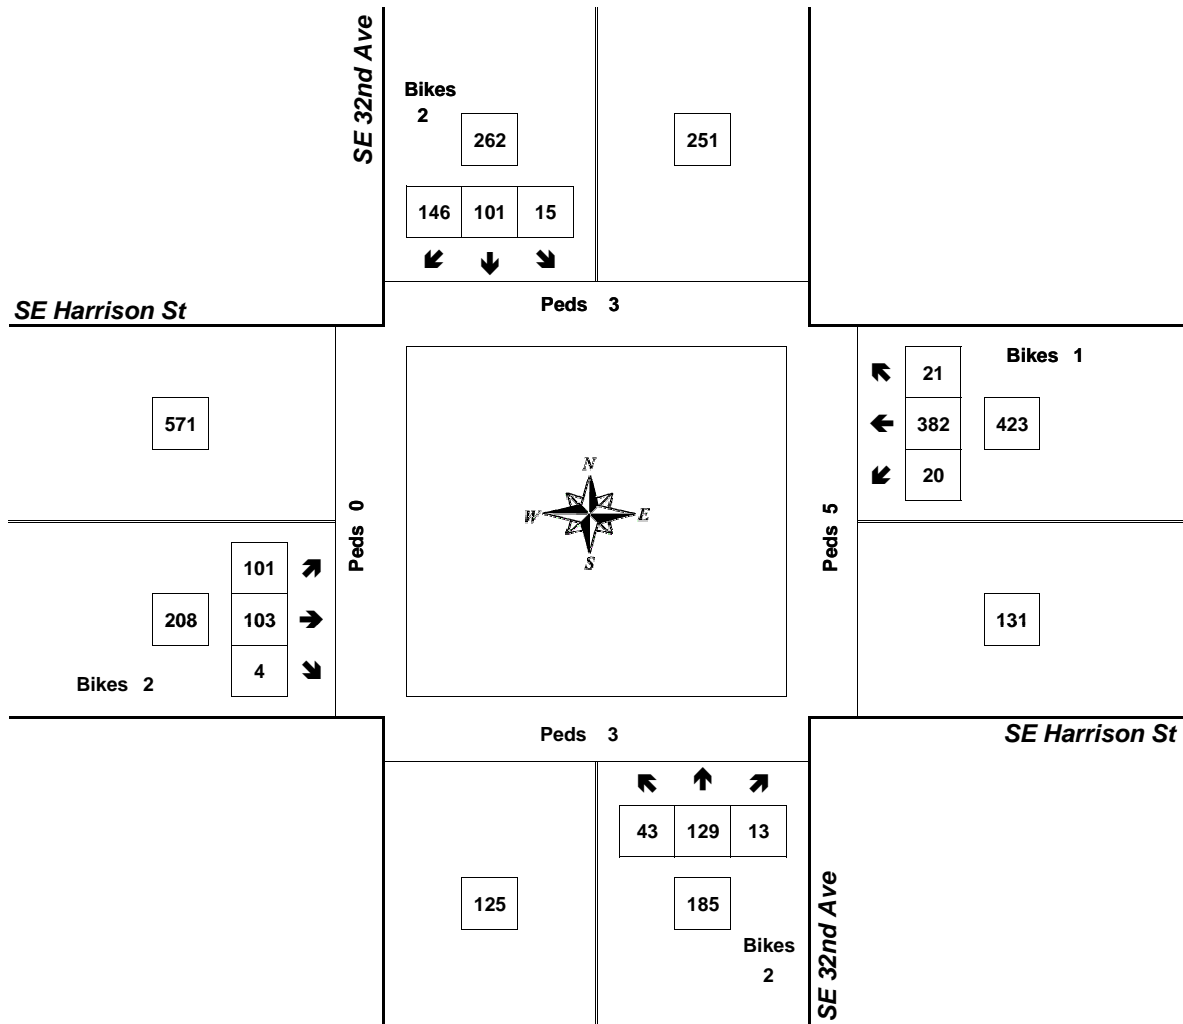 SE 32nd Ave
Bikes
2
262
251
146 101 15
SE Harrison St
Peds 3
571
21
Bikes 1
382
423
20
N
W E
S
Peds 0
Peds 5
101
208
103
131
4
Bikes 2
Peds 3
SE Harrison St
43 129 13
125
185
Bikes
2
SE 32nd Ave